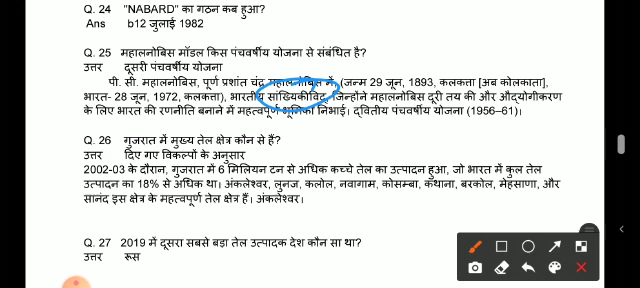 Q. 24 "NABARD" का गठन कब हुआ?
Ans b12 जुलाई 1982
Q. 25 महालनोबिस मॉडल किस पंचवर्षीय योजना से संबंधित है?
उत्तर दूसरी पंचवर्षीय योजना
पी. सी. महालनोबिस, पूर्ण प्रशांत चंद्र महालनोबिस में, (जन्म 29 जून, 1893, कलकत्ता [अब कोलकाता],
भारत- 28 जून, 1972, कलकत्ता), भारतीय सांख्यिकीविद्, जिन्होंने महालनोबिस दूरी तय की और औद्योगीकरण
के लिए भारत की रणनीति बनाने में महत्वपूर्ण भूमिका निभाई। द्वितीय पंचवर्षीय योजना (1956–61)।
Q. 26 गुजरात में मुख्य तेल क्षेत्र कौन से हैं?
उत्तर दिए गए विकल्पों के अनुसार
2002-03 के दौरान, गुजरात में 6 मिलियन टन से अधिक कच्चे तेल का उत्पादन हुआ, जो भारत में कुल तेल
उत्पादन का 18% से अधिक था। अंकलेश्वर, लुनज, कलोल, नवागाम, कोसम्बा, कथाना, बरकोल, मेहसाणा, और
सानंद इस क्षेत्र के महत्वपूर्ण तेल क्षेत्र हैं। अंकलेश्वर।
Q. 27 2019 में दूसरा सबसे बड़ा तेल उत्पादक देश कौन सा था?
उत्तर रूस